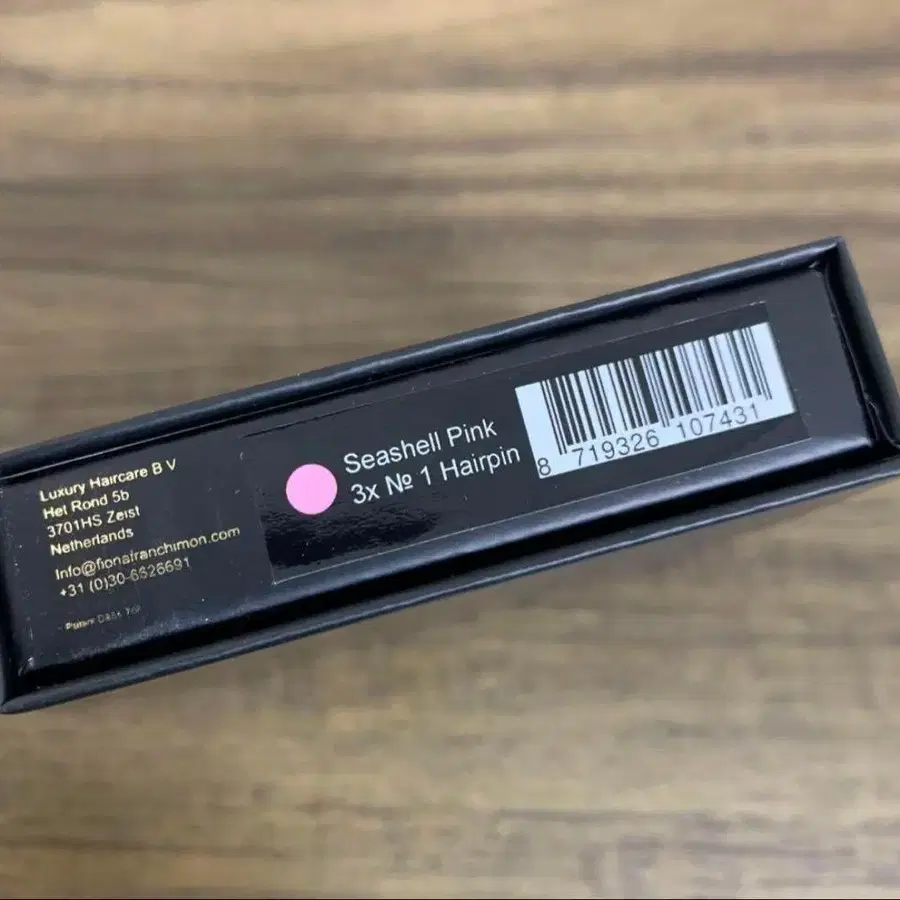 Luxury Haircare B V
Het Rond 5b
3701HS Zeist
Netherlands
Info@fionafranchimon.com
+31 (0)30-6626691
Seashell Pink
3x № 1 Hairpin
8 719326 107431